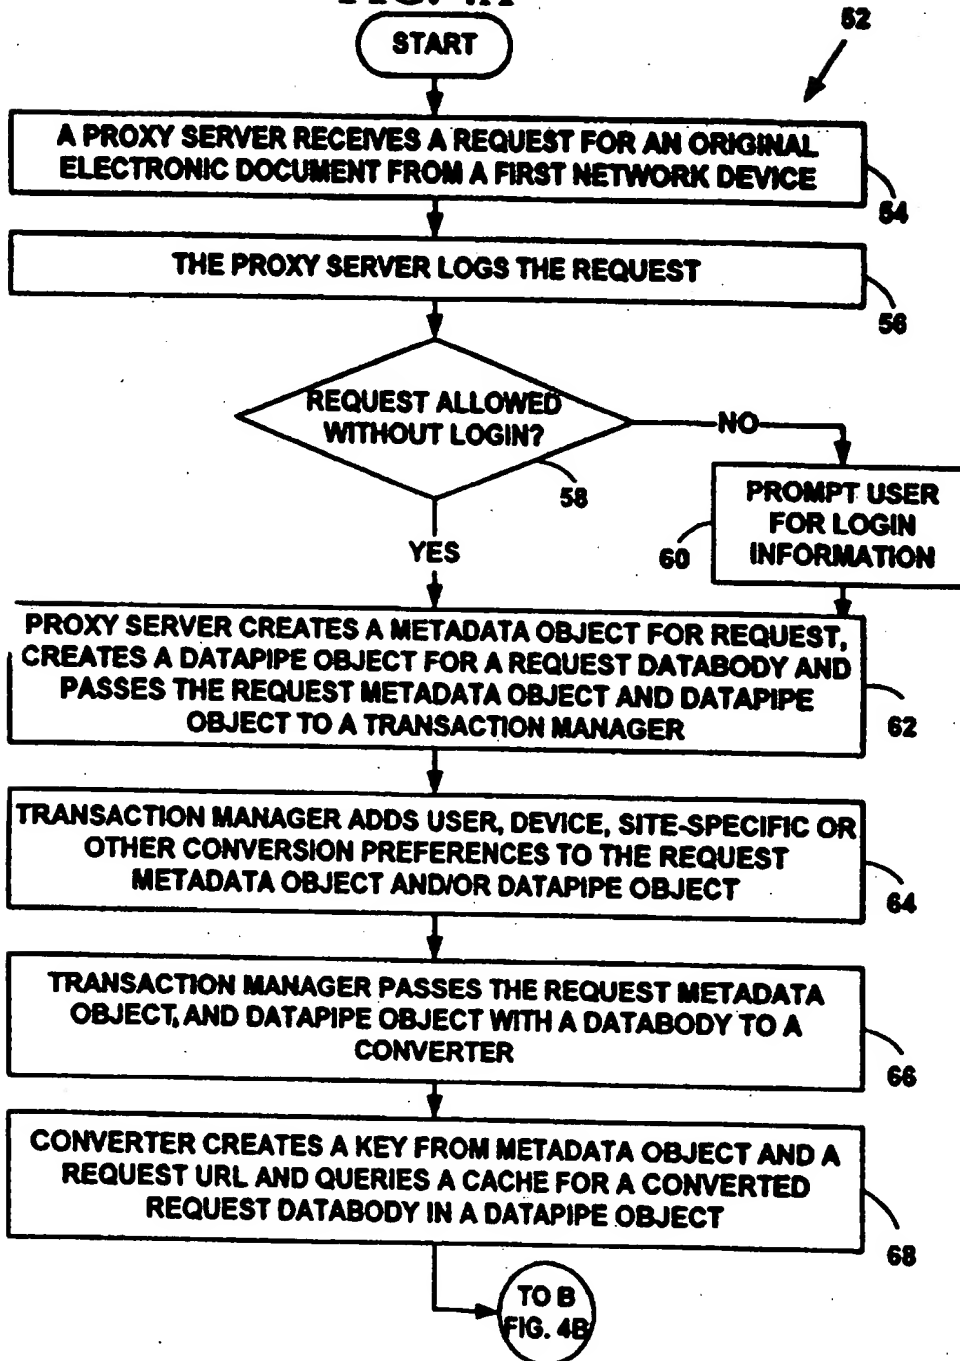 52
START
A PROXY SERVER RECEIVES A REQUEST FOR AN ORIGINAL
ELECTRONIC DOCUMENT FROM A FIRST NETWORK DEVICE
54
THE PROXY SERVER LOGS THE REQUEST
56
REQUEST ALLOWED
WITHOUT LOGIN?
NO
58
PROMPT USER
FOR LOGIN
INFORMATION
60
YES
PROXY SERVER CREATES A METADATA OBJECT FOR REQUEST,
CREATES A DATAPIPE OBJECT FOR A REQUEST DATABODY AND
PASSES THE REQUEST METADATA OBJECT AND DATAPIPE
OBJECT TO A TRANSACTION MANAGER
62
TRANSACTION MANAGER ADDS USER, DEVICE, SITE-SPECIFIC OR
OTHER CONVERSION PREFERENCES TO THE REQUEST
METADATA OBJECT AND/OR DATAPIPE OBJECT
64
TRANSACTION MANAGER PASSES THE REQUEST METADATA
OBJECT, AND DATAPIPE OBJECT WITH A DATABODY TO A
CONVERTER
66
CONVERTER CREATES A KEY FROM METADATA OBJECT AND A
REQUEST URL AND QUERIES A CACHE FOR A CONVERTED
REQUEST DATABODY IN A DATAPIPE OBJECT
68
TO B
FIG. 4B